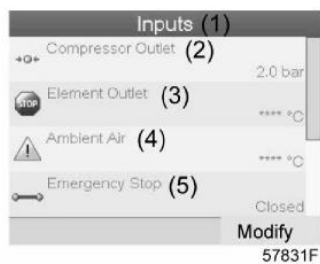 Inputs (1)
Compressor Outlet (2)
2.0 bar
STOP
Element Outlet (3)
**** °C
Ambient Air (4)
**** °C
Emergency Stop (5)
Closed
Modify
57831F